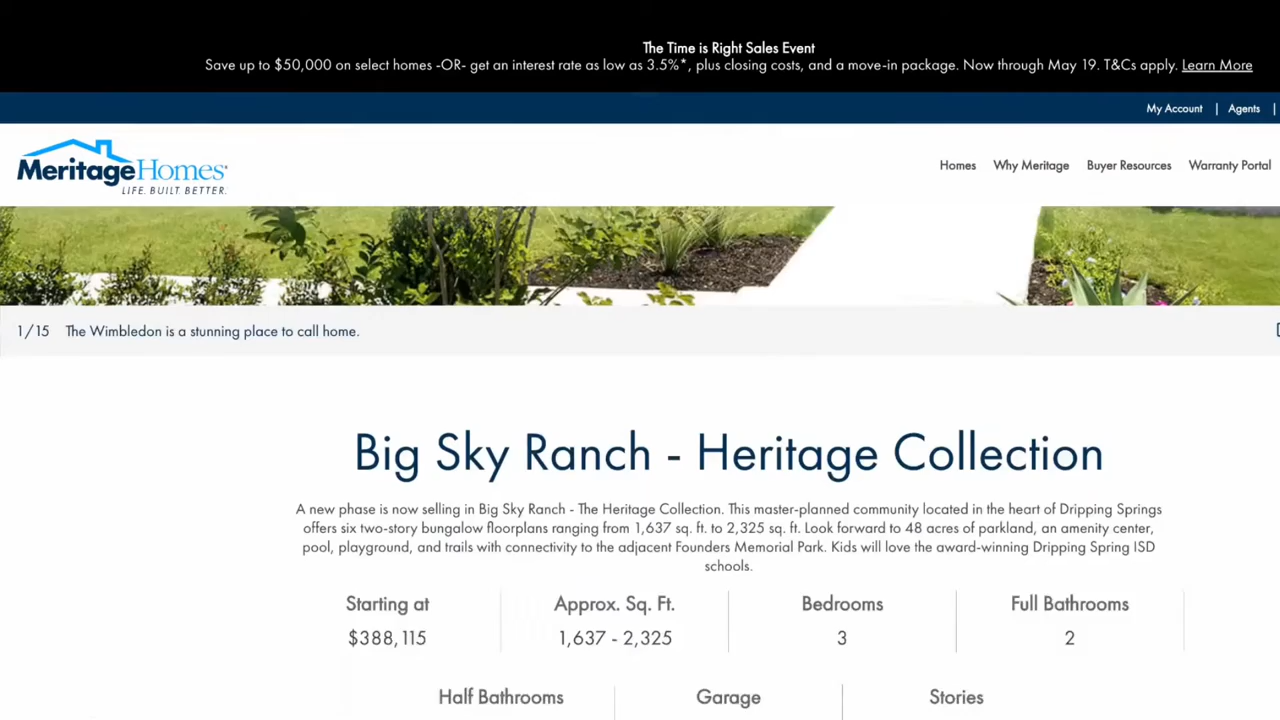 The Time is Right Sales Event
Save up to $50,000 on select homes -OR- get an interest rate as low as 3.5%*, plus closing costs, and a move-in package. Now through May 19. T&Cs apply. Learn More
My Account | Agents |
MeritageHomes®
LIFE. BUILT. BETTER.
Homes Why Meritage Buyer Resources Warranty Portal
1/15 The Wimbledon is a stunning place to call home.
Big Sky Ranch - Heritage Collection
A new phase is now selling in Big Sky Ranch - The Heritage Collection. This master-planned community located in the heart of Dripping Springs
offers six two-story bungalow floorplans ranging from 1,637 sq. ft. to 2,325 sq. ft. Look forward to 48 acres of parkland, an amenity center,
pool, playground, and trails with connectivity to the adjacent Founders Memorial Park. Kids will love the award-winning Dripping Spring ISD
schools.
Starting at Approx. Sq. Ft. Bedrooms Full Bathrooms
$388,115 1,637 - 2,325 3 2
Half Bathrooms Garage Stories